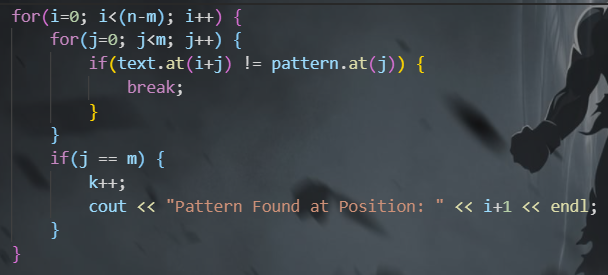 for(i=0; i<(n-m); i++) {
    for(j=0; j<m; j++) {
        if(text.at(i+j) != pattern.at(j)) {
            break;
        }
    }
    if(j == m) {
        k++;
        cout << "Pattern Found at Position: " << i+1 << endl;
    }
}